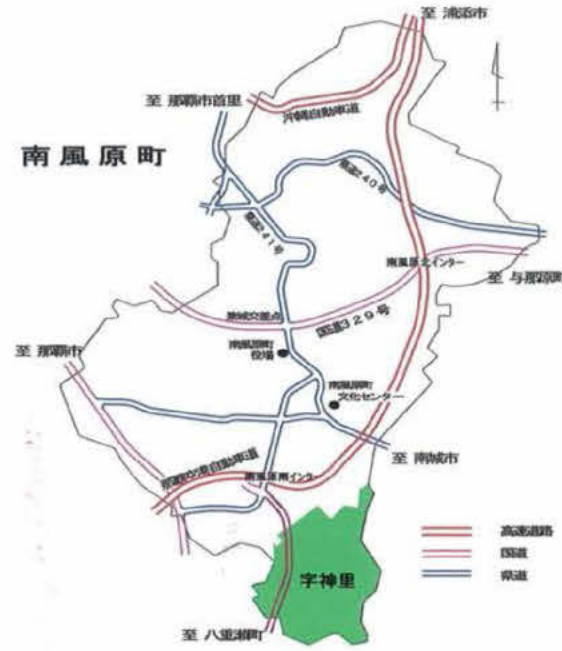 至 浦添市
至 那覇市首里
沖縄自動車道
南風原町
県道240号
県道241号
南風原北インター
至 与那原町
兼城交差点
国道329号
至 那覇市
南風原町
役場
南風原町
文化センター
至 南城市
那覇空港自動車道
南風原南インター
高速道路
国道
県道
字神里
至 八重瀬町